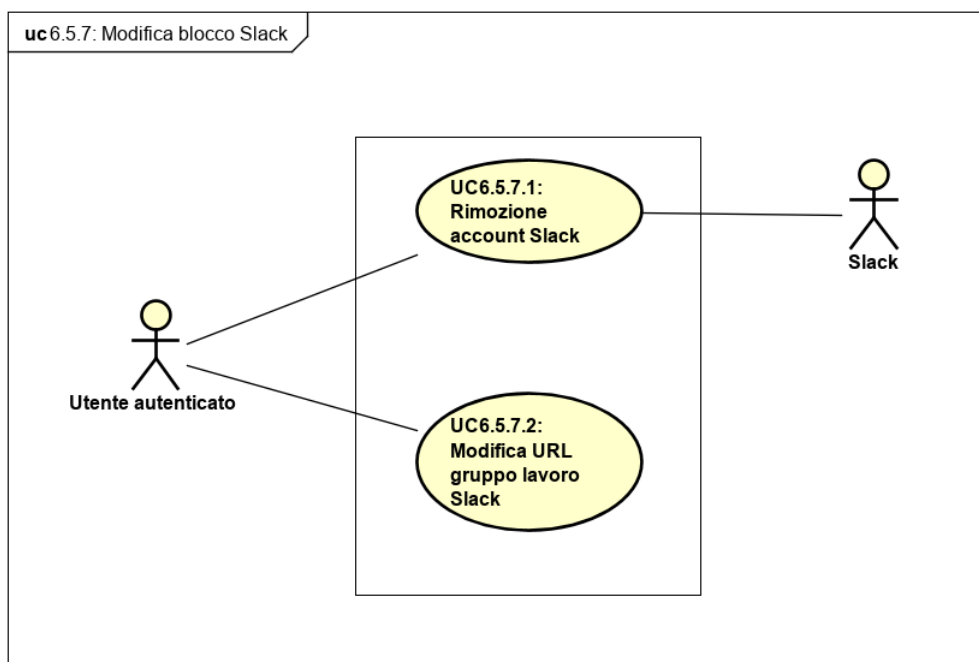 uc 6.5.7: Modifica blocco Slack
UC6.5.7.1:
Rimozione
account Slack
Slack
Utente autenticato
UC6.5.7.2:
Modifica URL
gruppo lavoro
Slack